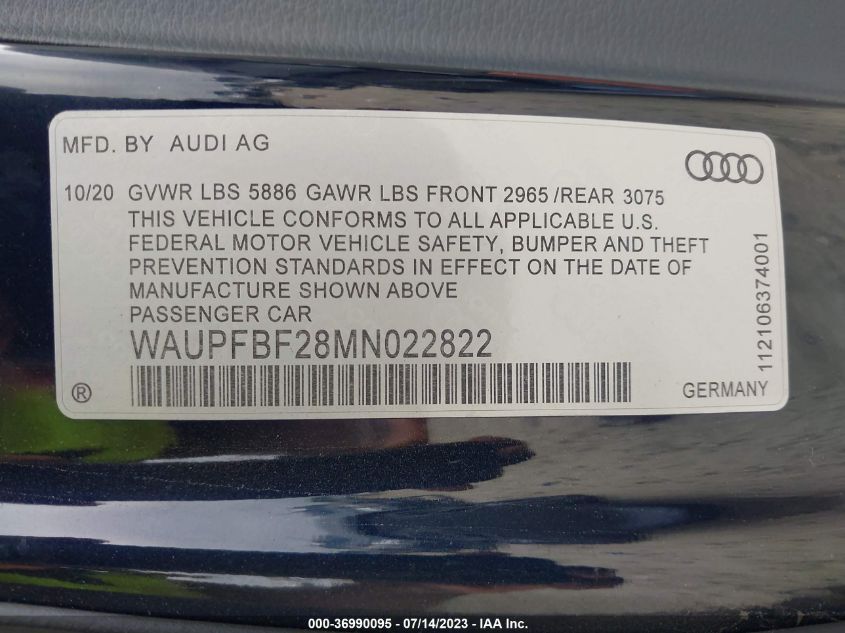 MFD. BY AUDI AG
10/20 GVWR LBS 5886 GAWR LBS FRONT 2965 /REAR 3075
THIS VEHICLE CONFORMS TO ALL APPLICABLE U.S.
FEDERAL MOTOR VEHICLE SAFETY, BUMPER AND THEFT
PREVENTION STANDARDS IN EFFECT ON THE DATE OF
MANUFACTURE SHOWN ABOVE
PASSENGER CAR
WAUPFBF28MN022822
®
GERMANY
112106374001
000-36990095 / 07/14/2023 - IAA Inc.